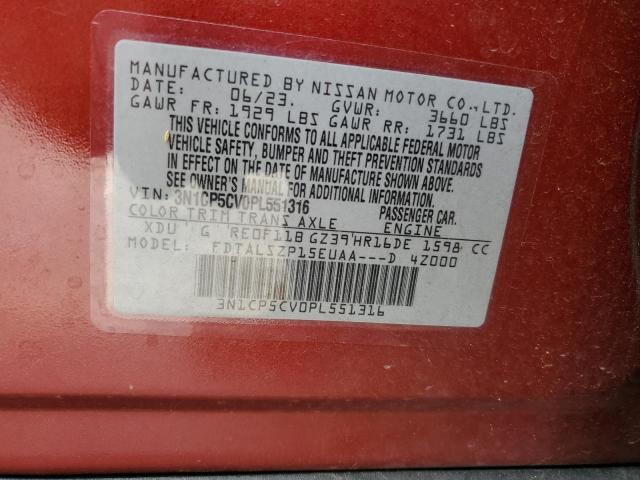 MANUFACTURED BY NISSAN MOTOR CO.,LTD.
DATE: 06/23. GVWR: 3660 LBS
GAWR FR: 1929 LBS GAWR RR: 1731 LBS
THIS VEHICLE CONFORMS TO ALL APPLICABLE FEDERAL MOTOR
VEHICLE SAFETY, BUMPER AND THEFT PREVENTION STANDARDS
IN EFFECT ON THE DATE OF MANUFACTURE SHOWN ABOVE.
SEE OWNER'S MANUAL FOR ADDITIONAL INFORMATION.
VIN: 3N1CP5CV0PL551316 PASSENGER CAR.
COLOR TRIM TRANS AXLE ENGINE
XDU G RE0F11B GZ39 HR16DE 1598 CC
MODEL: FDTALSZP15EUAA---D 4Z000
3N1CP5CV0PL551316